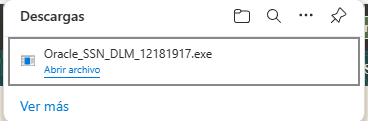 Descargas
Oracle_SSN_DLM_12181917.exe
Abrir archivo
Ver más